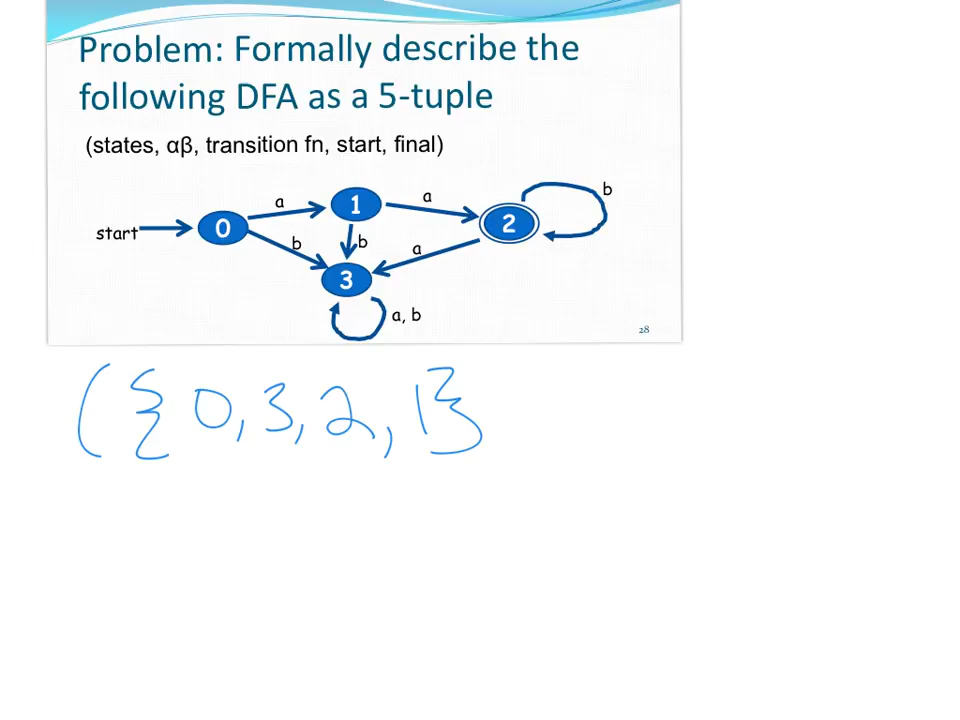 Problem: Formally describe the
following DFA as a 5-tuple
(states, αβ, transition fn, start, final)
start
0
a
1
a
2
b
b
b
a
3
a, b
28
({0,3,2,1}